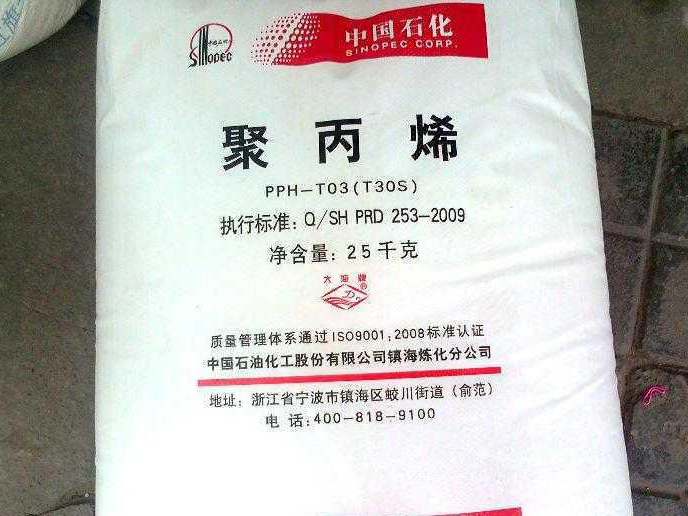 中国石化
SINOPEC CORP.
SINOPEC
聚丙烯
PPH-T03(T30S)
执行标准: Q/SH PRD 253-2009
净含量: 25千克
大海牌
®
质量管理体系通过ISO9001:2008标准认证
中国石油化工股份有限公司镇海炼化分公司
地址: 浙江省宁波市镇海区蛟川街道（俞范）
电 话:400-818-9100